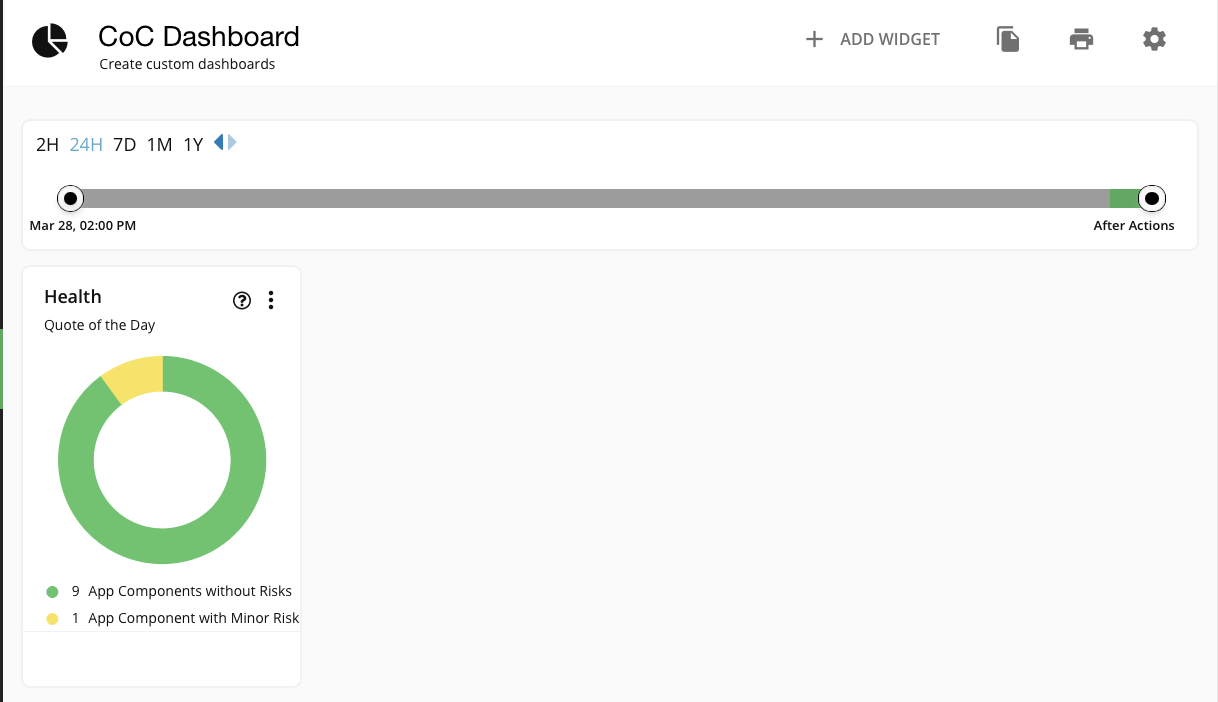 CoC Dashboard
Create custom dashboards
ADD WIDGET
2H 24H 7D 1M 1Y
Mar 28, 02:00 PM
After Actions
Health
Quote of the Day
9 App Components without Risks
1 App Component with Minor Risk